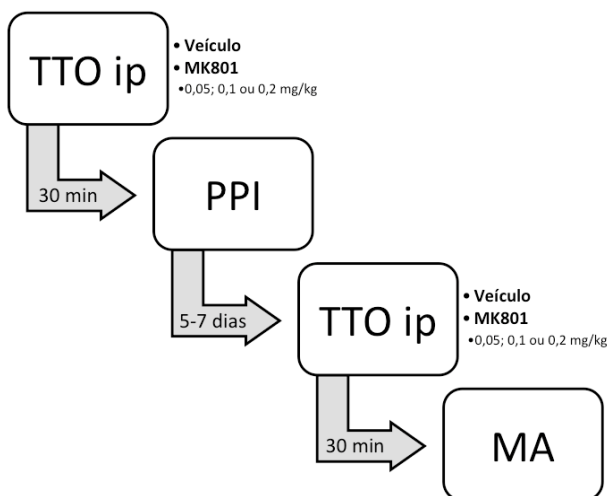 TTO ip
• Veículo
• MK801
•0,05; 0,1 ou 0,2 mg/kg
30 min
PPI
5-7 dias
TTO ip
• Veículo
• MK801
•0,05; 0,1 ou 0,2 mg/kg
30 min
MA